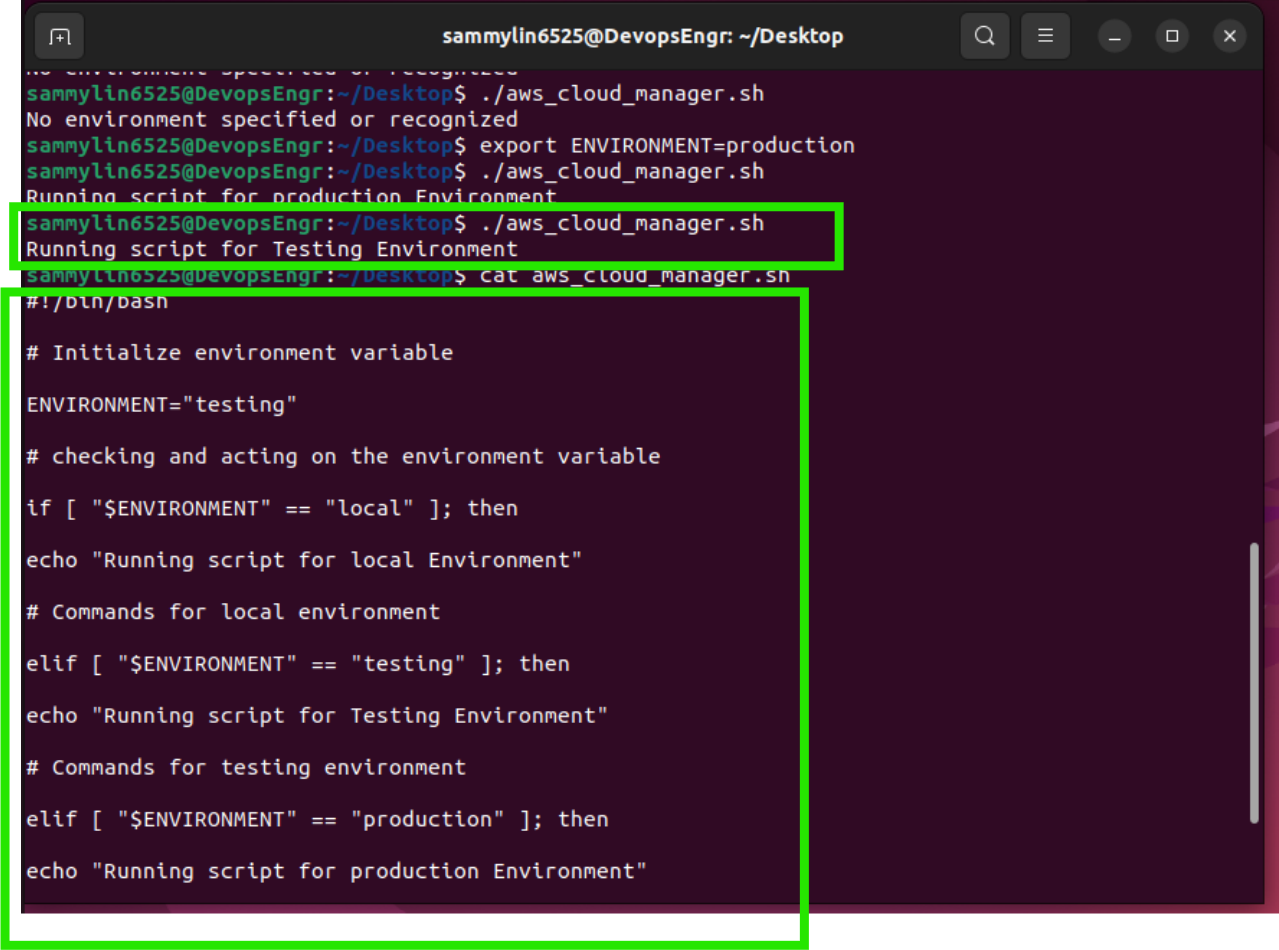 sammylin6525@DevopsEngr: ~/Desktop
No environment specified or recognized
sammylin6525@DevopsEngr:~/Desktop$ ./aws_cloud_manager.sh
No environment specified or recognized
sammylin6525@DevopsEngr:~/Desktop$ export ENVIRONMENT=production
sammylin6525@DevopsEngr:~/Desktop$ ./aws_cloud_manager.sh
Running script for production Environment
sammylin6525@DevopsEngr:~/Desktop$ ./aws_cloud_manager.sh
Running script for Testing Environment
sammylin6525@DevopsEngr:~/Desktop$ cat aws_cloud_manager.sh
#!/bin/bash
# Initialize environment variable
ENVIRONMENT="testing"
# checking and acting on the environment variable
if [ "$ENVIRONMENT" == "local" ]; then
echo "Running script for local Environment"
# Commands for local environment
elif [ "$ENVIRONMENT" == "testing" ]; then
echo "Running script for Testing Environment"
# Commands for testing environment
elif [ "$ENVIRONMENT" == "production" ]; then
echo "Running script for production Environment"